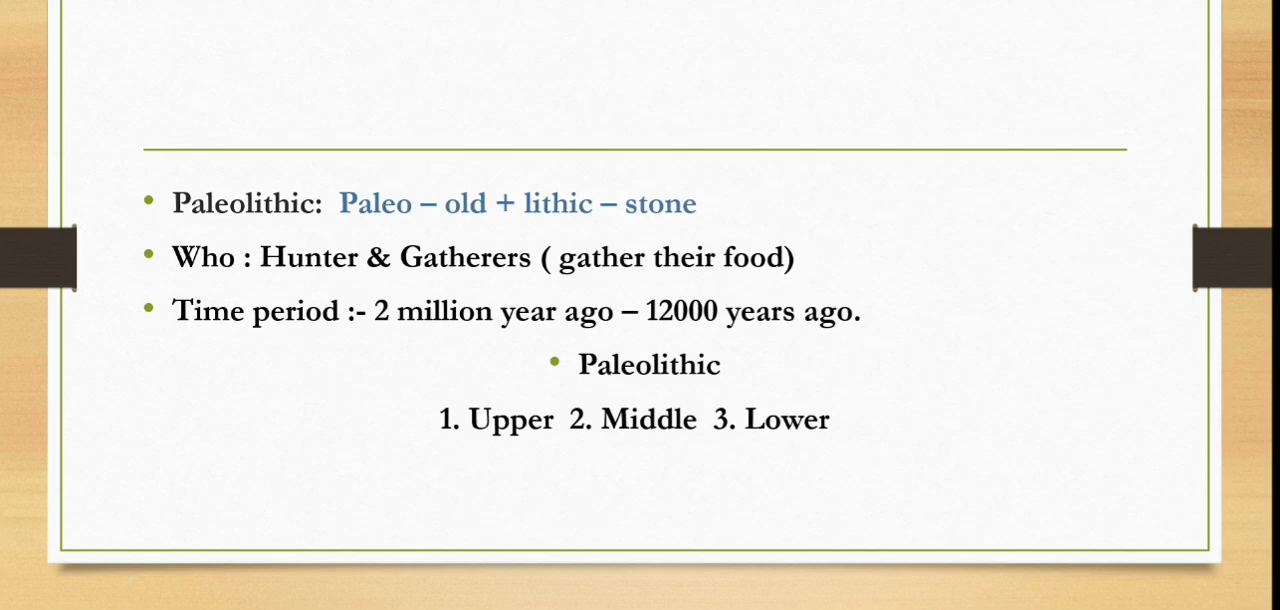 • Paleolithic: Paleo – old + lithic – stone
• Who : Hunter & Gatherers ( gather their food)
• Time period :- 2 million year ago – 12000 years ago.
• Paleolithic
1. Upper 2. Middle 3. Lower